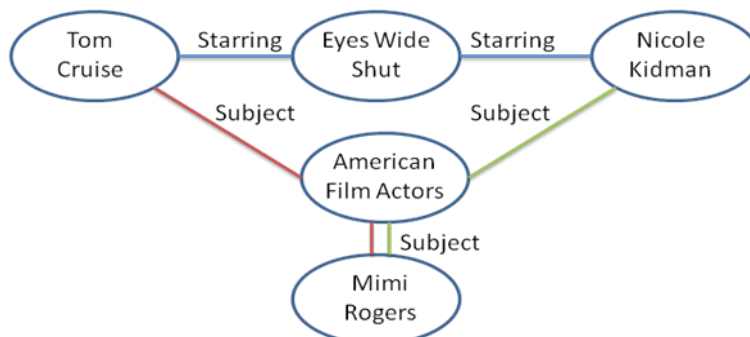 Tom
Cruise
Starring
Eyes Wide
Shut
Starring
Nicole
Kidman
Subject
Subject
American
Film Actors
Subject
Mimi
Rogers